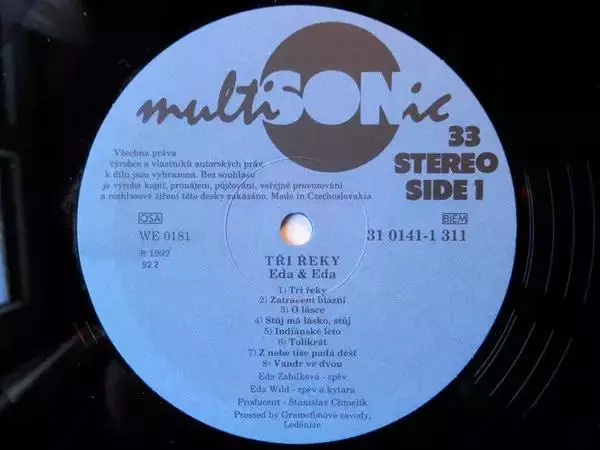 multiSONic
33
STEREO
SIDE 1
Všechna práva
výrobce a vlastníků autorských práv
k dílu jsou vyhrazena. Bez souhlasu
je výroba kopií, pronájem, půjčování, veřejné provozování
a rozhlasové šíření této desky zakázáno. Made in Czechoslovakia
OSA
BIEM
WE 0181
31 0141-1 311
℗ 1992
92 2
TŘI ŘEKY
Eda & Eda
1) Tři řeky
2) Zatracení blázni
3) O lásce
4) Stůj má lásko, stůj
5) Indiánské léto
6) Tolikrát
7) Z nebe tiše padá déšť
8) Vandr ve dvou
Eda Zabilková - zpěv
Eda Wild - zpěv a kytara
Producent - Stanislav Chmelík
Pressed by Gramofonové závody,
Loděnice